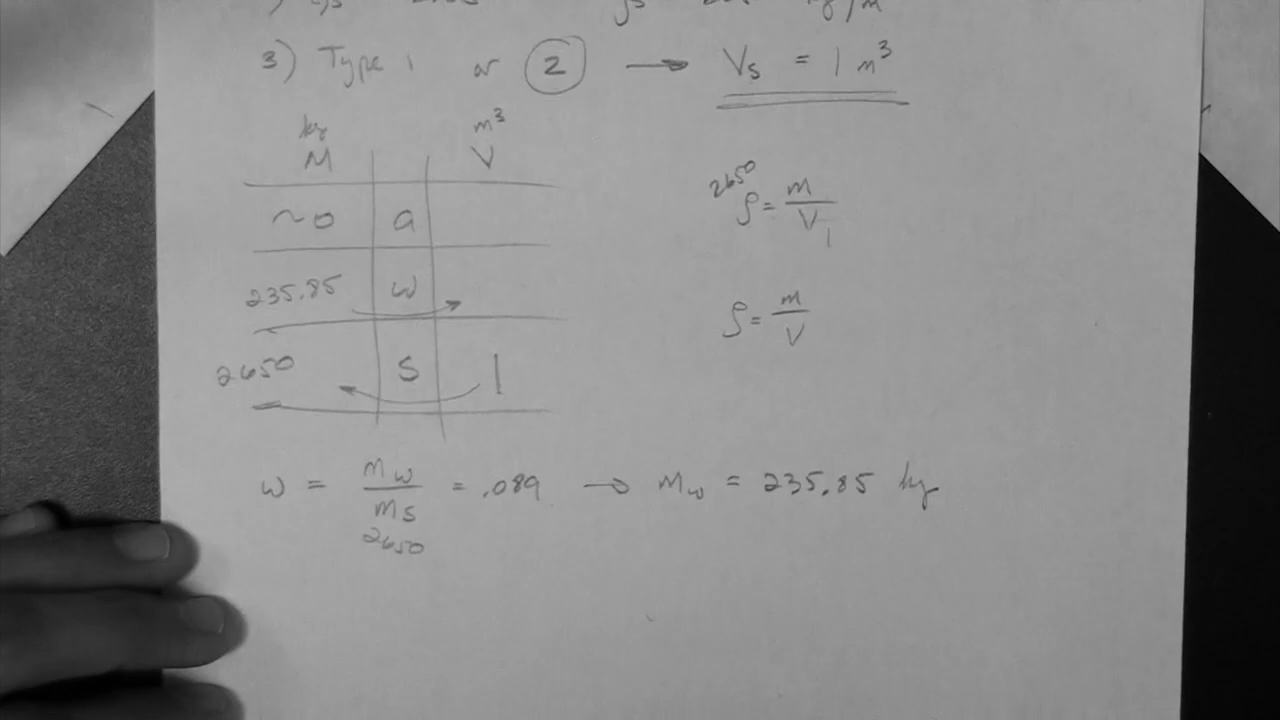 3) Type 1 or 2 → Vs = 1 m³
kg m³
M V
~0 a
235.85 w
2650 s 1
2650
ρ = m / V 1
ρ = m / V
w = Mw / Ms = .089 → Mw = 235.85 kg
2650